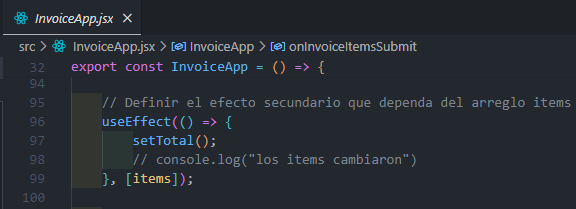 InvoiceApp.jsx ×
src > InvoiceApp.jsx > InvoiceApp > onInvoiceItemsSubmit
32 export const InvoiceApp = () => {
94
95 // Definir el efecto secundario que dependa del arreglo items
96 useEffect(() => {
97 setTotal();
98 // console.log("los items cambiaron")
99 }, [items]);
100